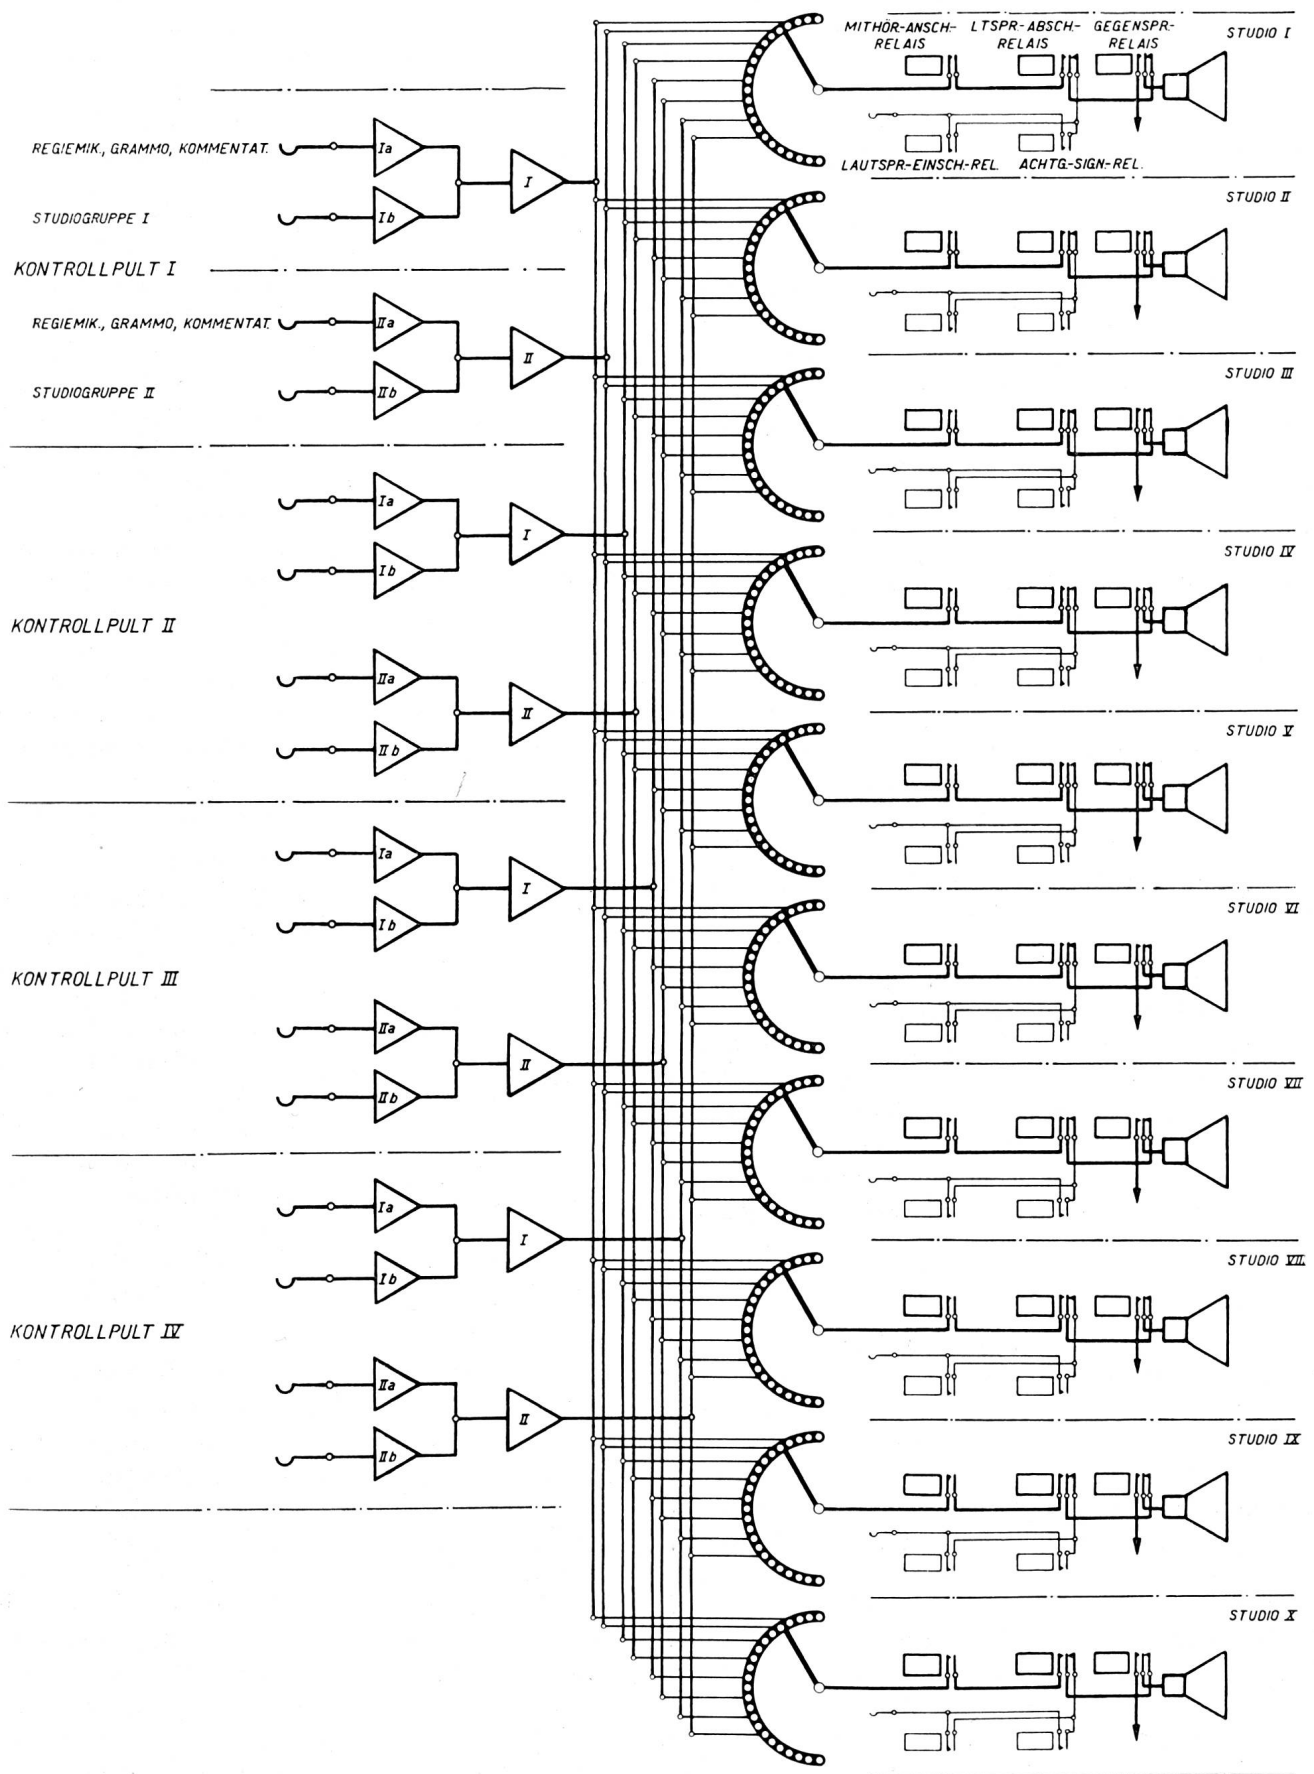 MITHÖR-ANSCH.- LTSPR.-ABSCH.- GEGENSPR.-
RELAIS RELAIS RELAIS
STUDIO I
LAUTSPR.-EINSCH.-REL. ACHTG.-SIGN.-REL.
REGIEMIK., GRAMMO, KOMMENTAT.
Ia
I
STUDIOGRUPPE I
Ib
KONTROLLPULT I
REGIEMIK., GRAMMO, KOMMENTAT.
IIa
II
STUDIOGRUPPE II
IIb
Ia
I
Ib
KONTROLLPULT II
IIa
II
IIb
Ia
I
Ib
KONTROLLPULT III
IIa
II
IIb
Ia
I
Ib
KONTROLLPULT IV
IIa
II
IIb
STUDIO II
STUDIO III
STUDIO IV
STUDIO V
STUDIO VI
STUDIO VII
STUDIO VII.
STUDIO IX
STUDIO X